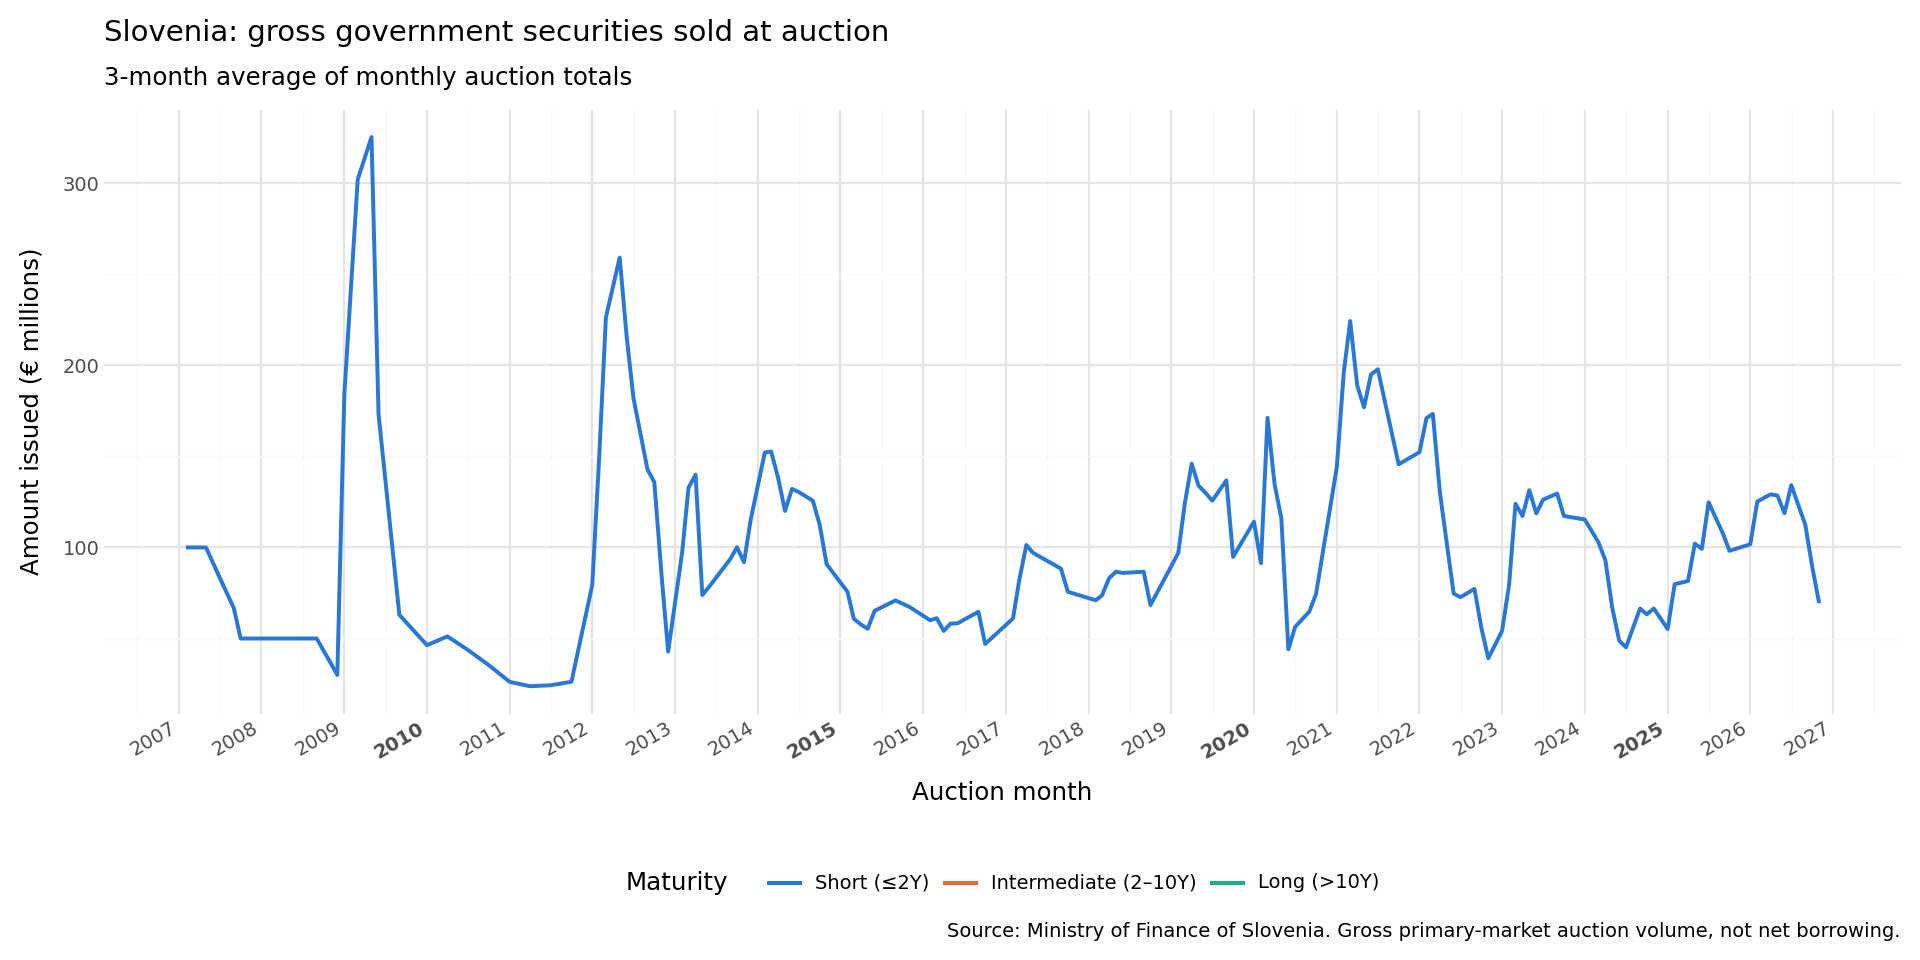 Slovenia: gross government securities sold at auction
3-month average of monthly auction totals
Amount issued (€ millions)
300
200
100
2007 2008 2009 2010 2011 2012 2013 2014 2015 2016 2017 2018 2019 2020 2021 2022 2023 2024 2025 2026 2027
Auction month
Maturity Short (≤2Y) Intermediate (2–10Y) Long (>10Y)
Source: Ministry of Finance of Slovenia. Gross primary-market auction volume, not net borrowing.